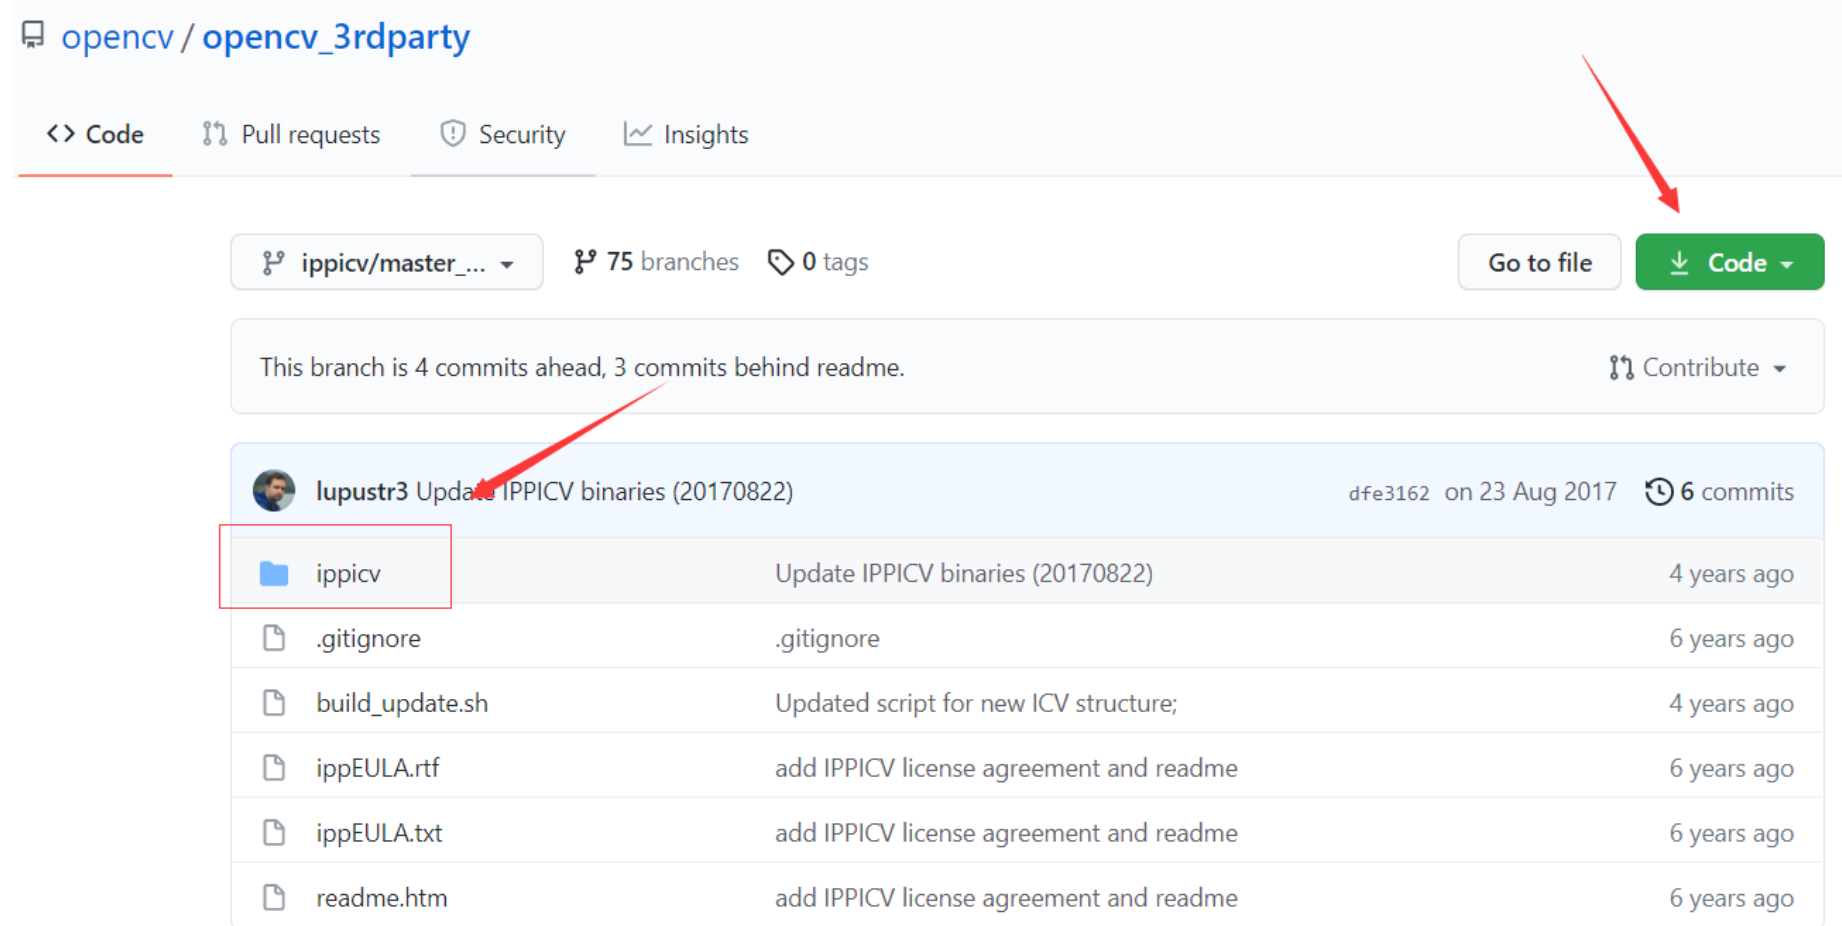 opencv / opencv_3rdparty
Code Pull requests Security Insights
ippicv/master_... 75 branches 0 tags Go to file Code
This branch is 4 commits ahead, 3 commits behind readme. Contribute
lupustr3 Update IPPICV binaries (20170822) dfe3162 on 23 Aug 2017 6 commits
ippicv Update IPPICV binaries (20170822) 4 years ago
.gitignore .gitignore 6 years ago
build_update.sh Updated script for new ICV structure; 4 years ago
ippEULA.rtf add IPPICV license agreement and readme 6 years ago
ippEULA.txt add IPPICV license agreement and readme 6 years ago
readme.htm add IPPICV license agreement and readme 6 years ago